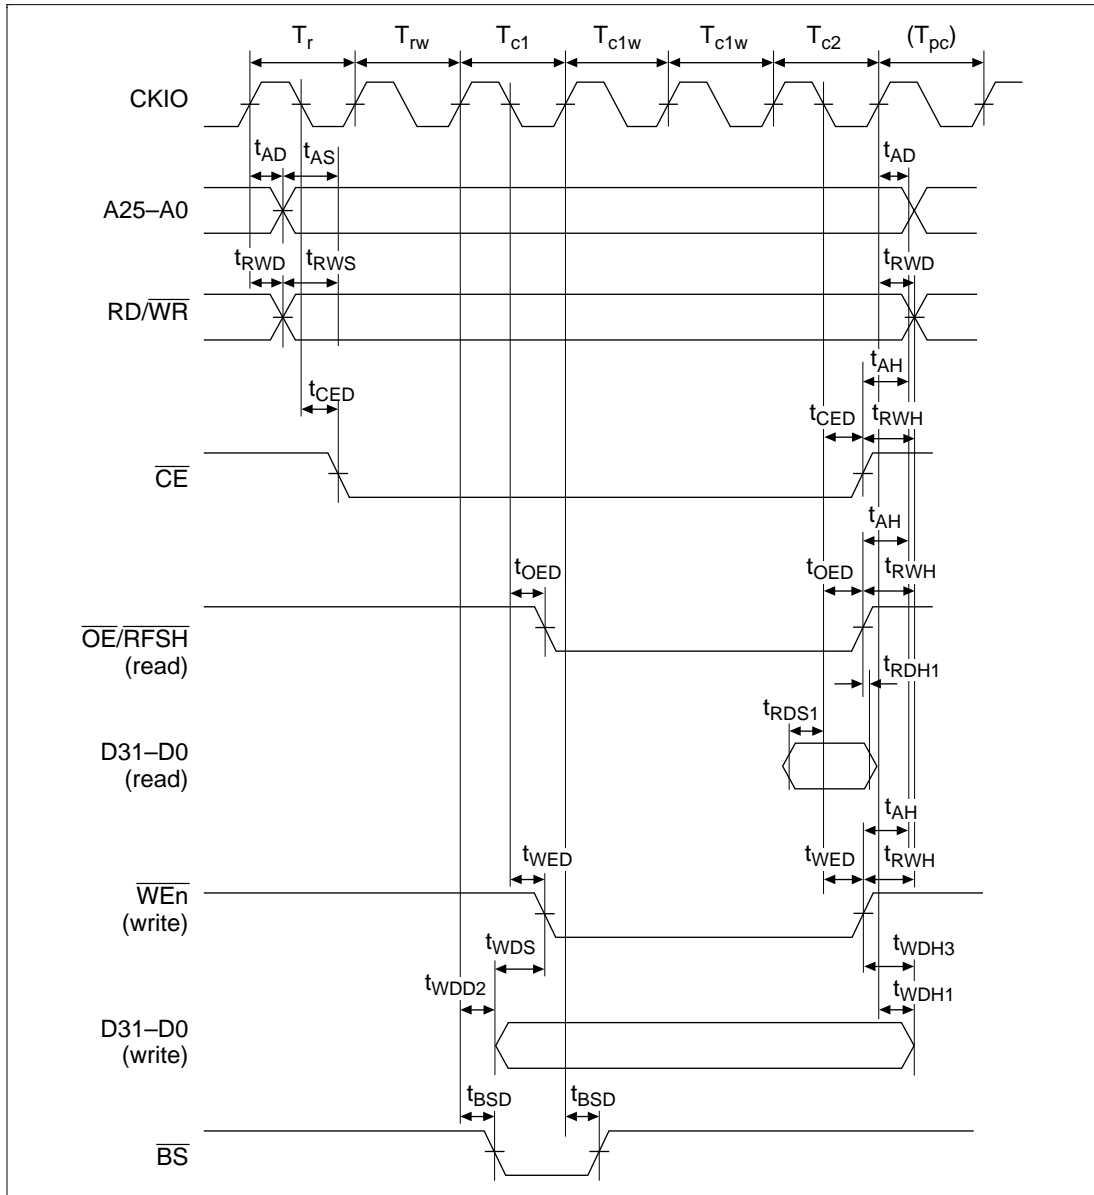 Tr Trw Tc1 Tc1w Tc1w Tc2 (Tpc)
CKIO
tAD tAS tAD
A25–A0
tRWD tRWS tRWD
RD/WR
tAH
tCED tCED tRWH
CE
tAH
tOED tOED tRWH
OE/RFSH
(read)
tRDH1
tRDS1
D31–D0
(read)
tAH
tWED tWED tRWH
WEn
(write)
tWDS tWDH3
tWDD2 tWDH1
D31–D0
(write)
tBSD tBSD
BS